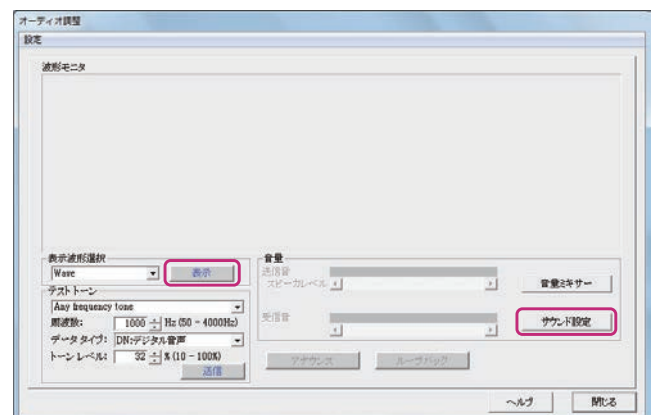 オーディオ調整
設定
波形モニタ
表示波形選択
Wave
表示
テストトーン
Any frequency tone
周波数: 1000 Hz (50 - 4000Hz)
データタイプ: DN:デジタル音声
トーンレベル: 32 % (10 - 100%)
送信
音量
送信音
スピーカレベル
受信音
音量ミキサー
サウンド設定
アナウンス
ループバック
ヘルプ
閉じる